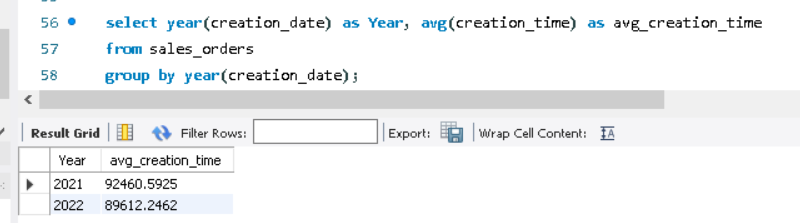 56 select year(creation_date) as Year, avg(creation_time) as avg_creation_time
57 from sales_orders
58 group by year(creation_date);
Result Grid Filter Rows: Export: Wrap Cell Content:
Year avg_creation_time
2021 92460.5925
2022 89612.2462